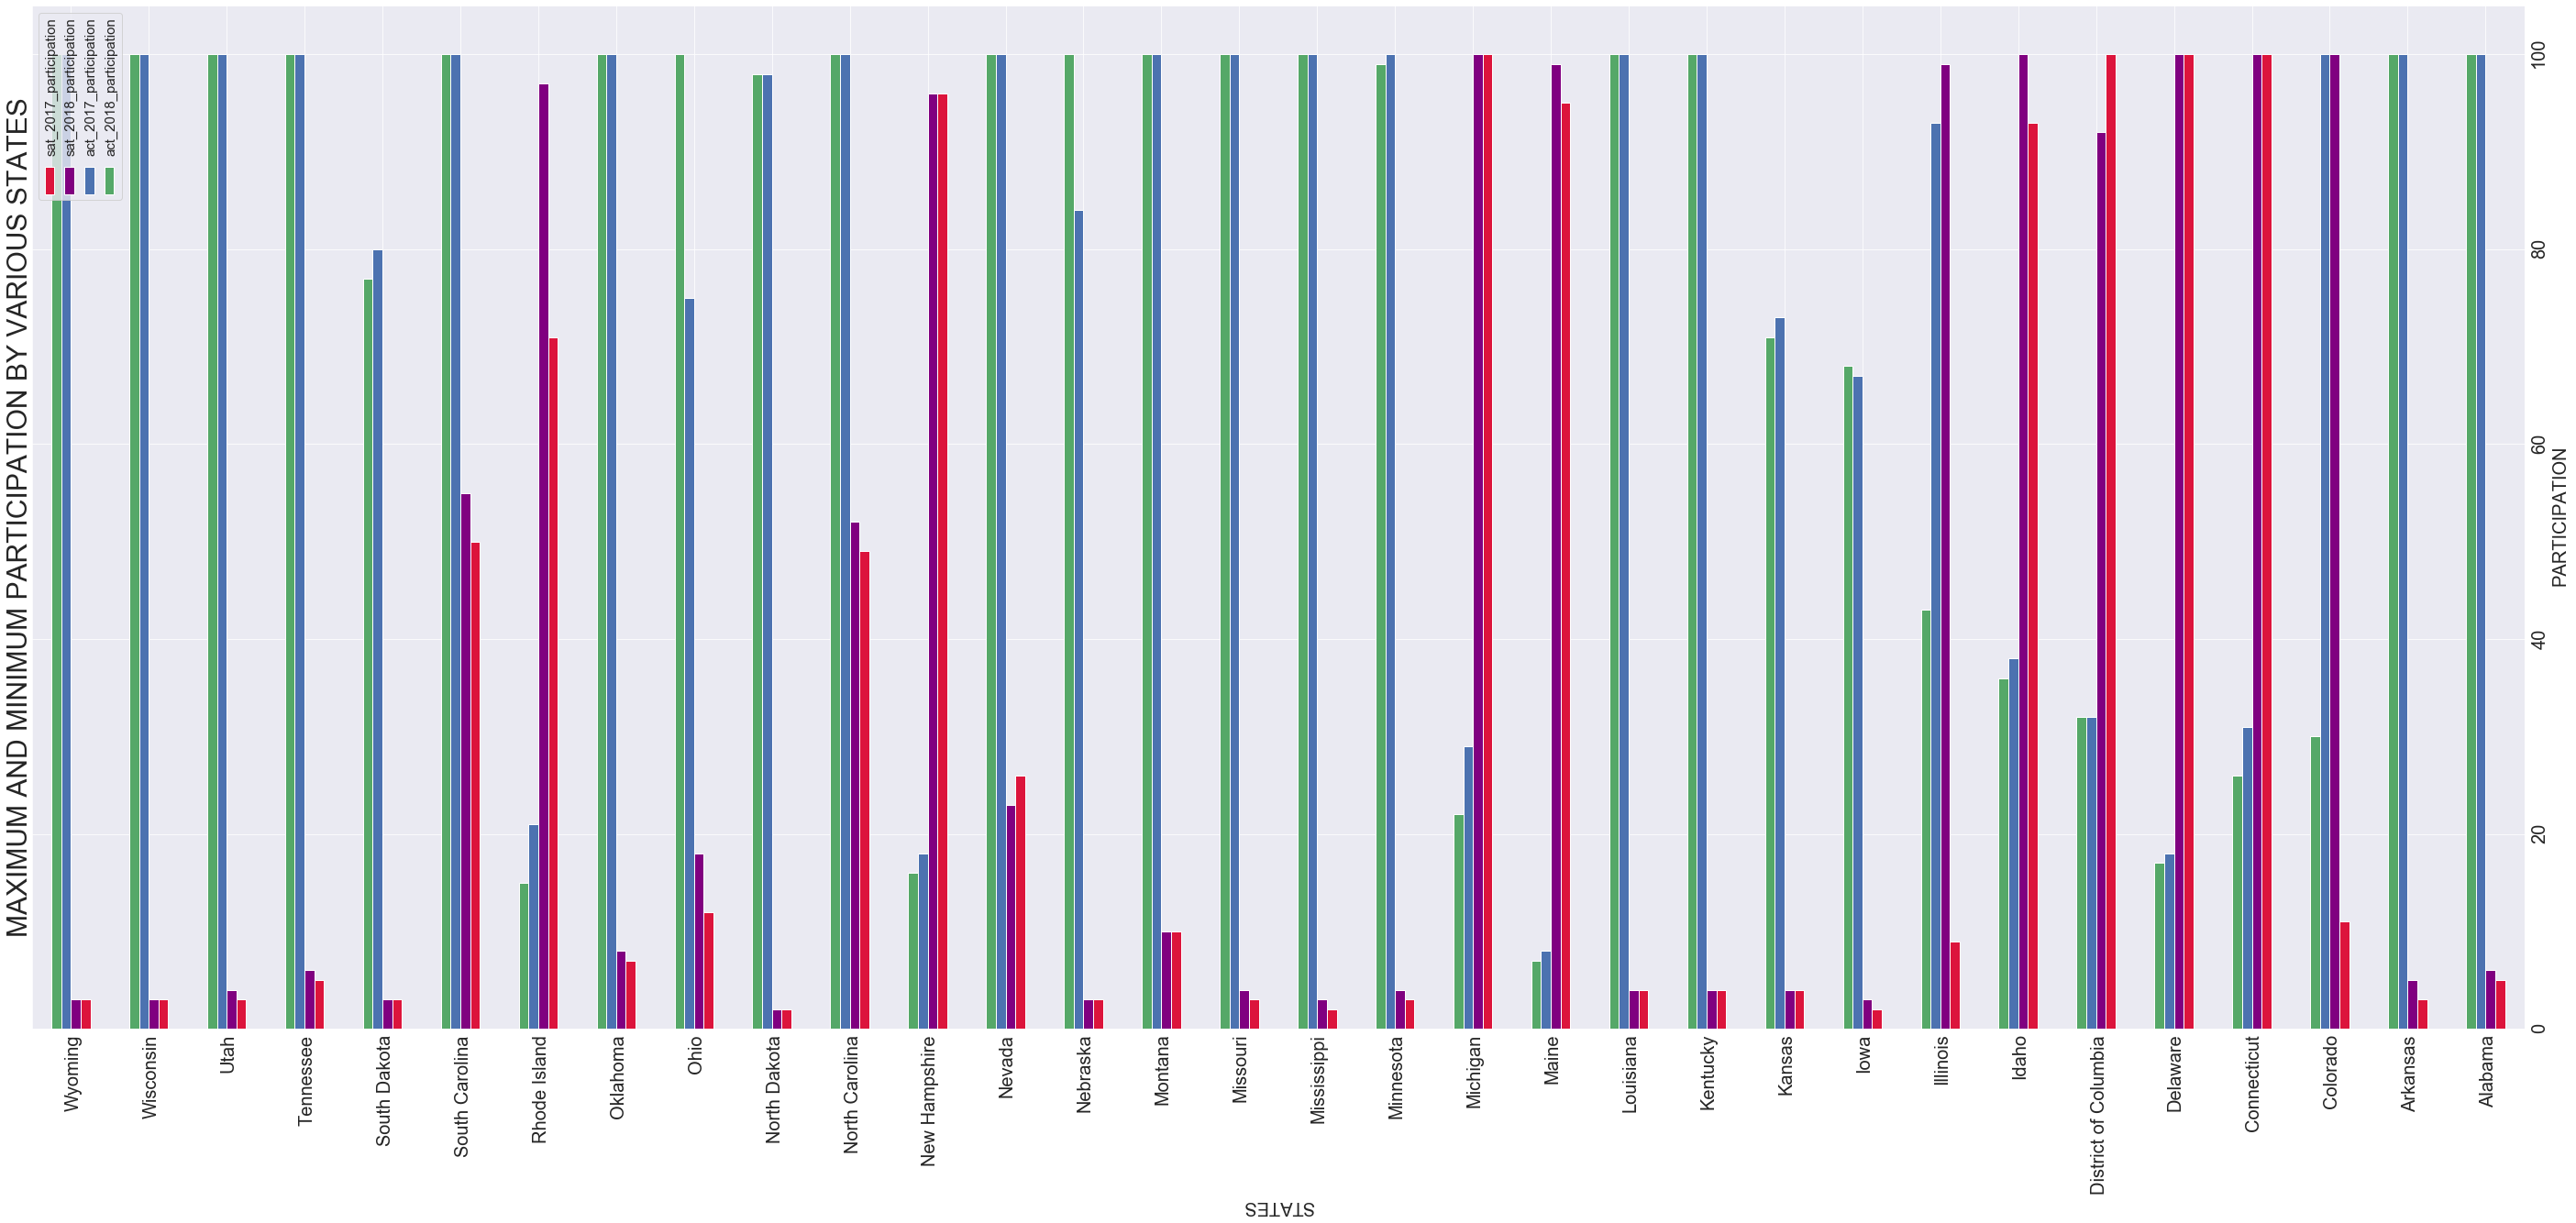 MAXIMUM AND MINIMUM PARTICIPATION BY VARIOUS STATES
sat_2017_participation
sat_2018_participation
act_2017_participation
act_2018_participation
STATES
Wyoming
Wisconsin
Utah
Tennessee
South Dakota
South Carolina
Rhode Island
Oklahoma
Ohio
North Dakota
North Carolina
New Hampshire
Nevada
Nebraska
Montana
Missouri
Mississippi
Minnesota
Michigan
Maine
Louisiana
Kentucky
Kansas
Iowa
Illinois
Idaho
District of Columbia
Delaware
Connecticut
Colorado
Arkansas
Alabama
0
20
40
60
80
100
PARTICIPATION